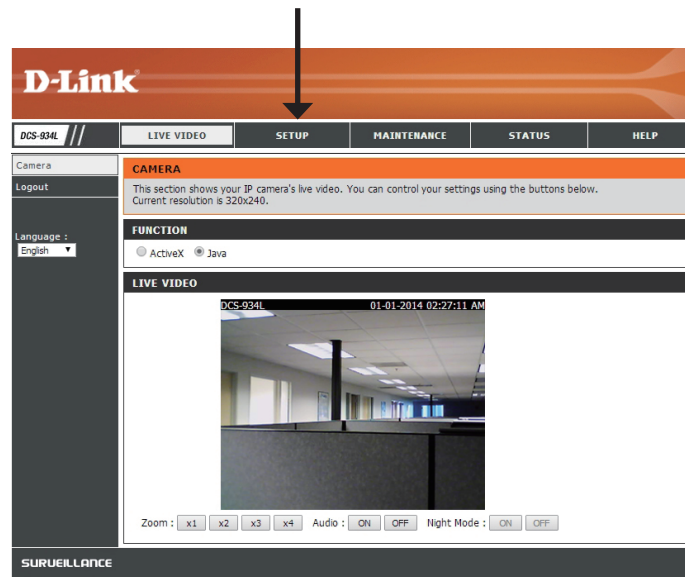 D-Link
DCS-934L
LIVE VIDEO SETUP MAINTENANCE STATUS HELP
Camera
Logout
Language :
English
CAMERA
This section shows your IP camera's live video. You can control your settings using the buttons below.
Current resolution is 320x240.
FUNCTION
ActiveX Java
LIVE VIDEO
DCS-934L 01-01-2014 02:27:11 AM
Zoom : x1 x2 x3 x4 Audio : ON OFF Night Mode : ON OFF
SURUEILLANCE